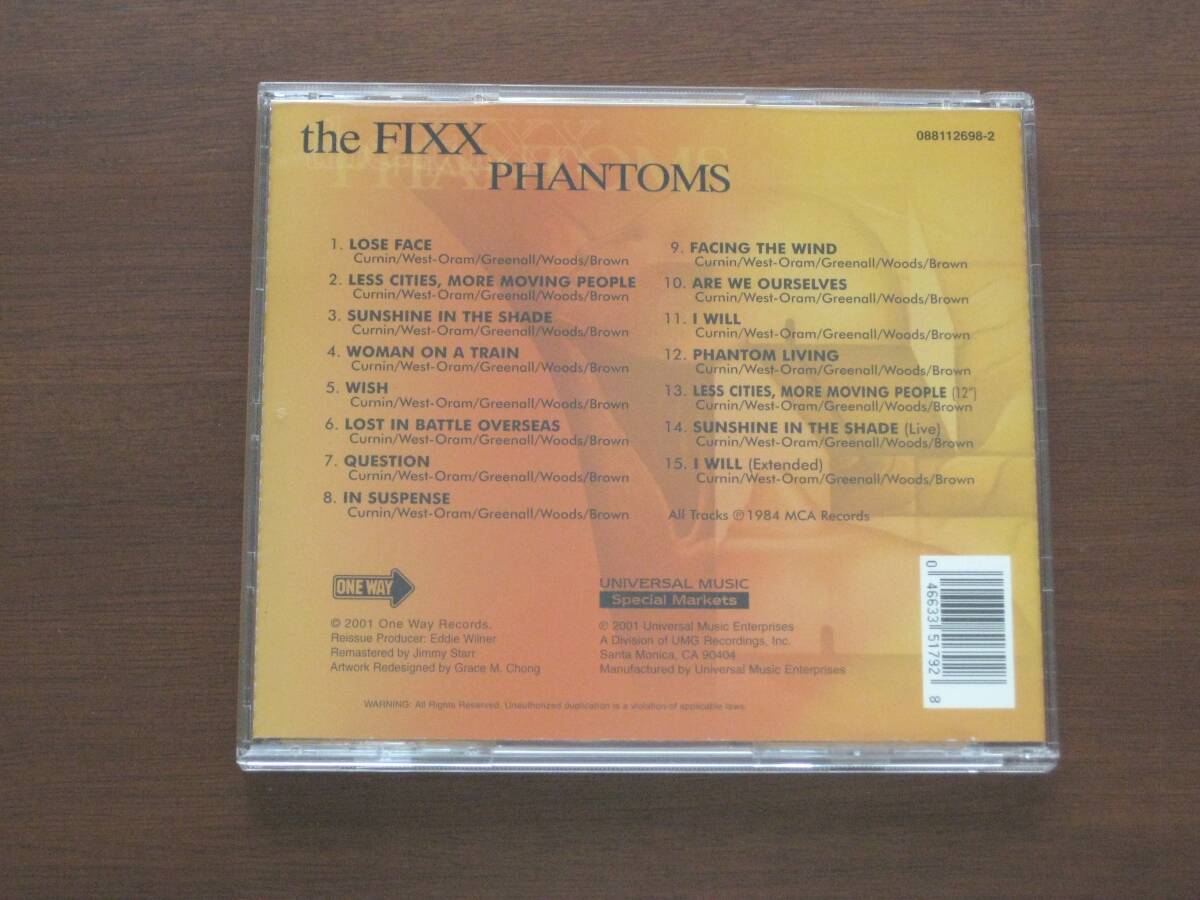 the FIXX
PHANTOMS
088112698-2
1. LOSE FACE
Curnin/West-Oram/Greenall/Woods/Brown
2. LESS CITIES, MORE MOVING PEOPLE
Curnin/West-Oram/Greenall/Woods/Brown
3. SUNSHINE IN THE SHADE
Curnin/West-Oram/Greenall/Woods/Brown
4. WOMAN ON A TRAIN
Curnin/West-Oram/Greenall/Woods/Brown
5. WISH
Curnin/West-Oram/Greenall/Woods/Brown
6. LOST IN BATTLE OVERSEAS
Curnin/West-Oram/Greenall/Woods/Brown
7. QUESTION
Curnin/West-Oram/Greenall/Woods/Brown
8. IN SUSPENSE
Curnin/West-Oram/Greenall/Woods/Brown
9. FACING THE WIND
Curnin/West-Oram/Greenall/Woods/Brown
10. ARE WE OURSELVES
Curnin/West-Oram/Greenall/Woods/Brown
11. I WILL
Curnin/West-Oram/Greenall/Woods/Brown
12. PHANTOM LIVING
Curnin/West-Oram/Greenall/Woods/Brown
13. LESS CITIES, MORE MOVING PEOPLE (12")
Curnin/West-Oram/Greenall/Woods/Brown
14. SUNSHINE IN THE SHADE (Live)
Curnin/West-Oram/Greenall/Woods/Brown
15. I WILL (Extended)
Curnin/West-Oram/Greenall/Woods/Brown
All Tracks ℗ 1984 MCA Records
ONE WAY
© 2001 One Way Records.
Reissue Producer: Eddie Wilner
Remastered by Jimmy Starr
Artwork Redesigned by Grace M. Chong
UNIVERSAL MUSIC
Special Markets
℗ 2001 Universal Music Enterprises
A Division of UMG Recordings, Inc.
Santa Monica, CA 90404
Manufactured by Universal Music Enterprises
WARNING: All Rights Reserved. Unauthorized duplication is a violation of applicable laws.
0 46633 51792 8